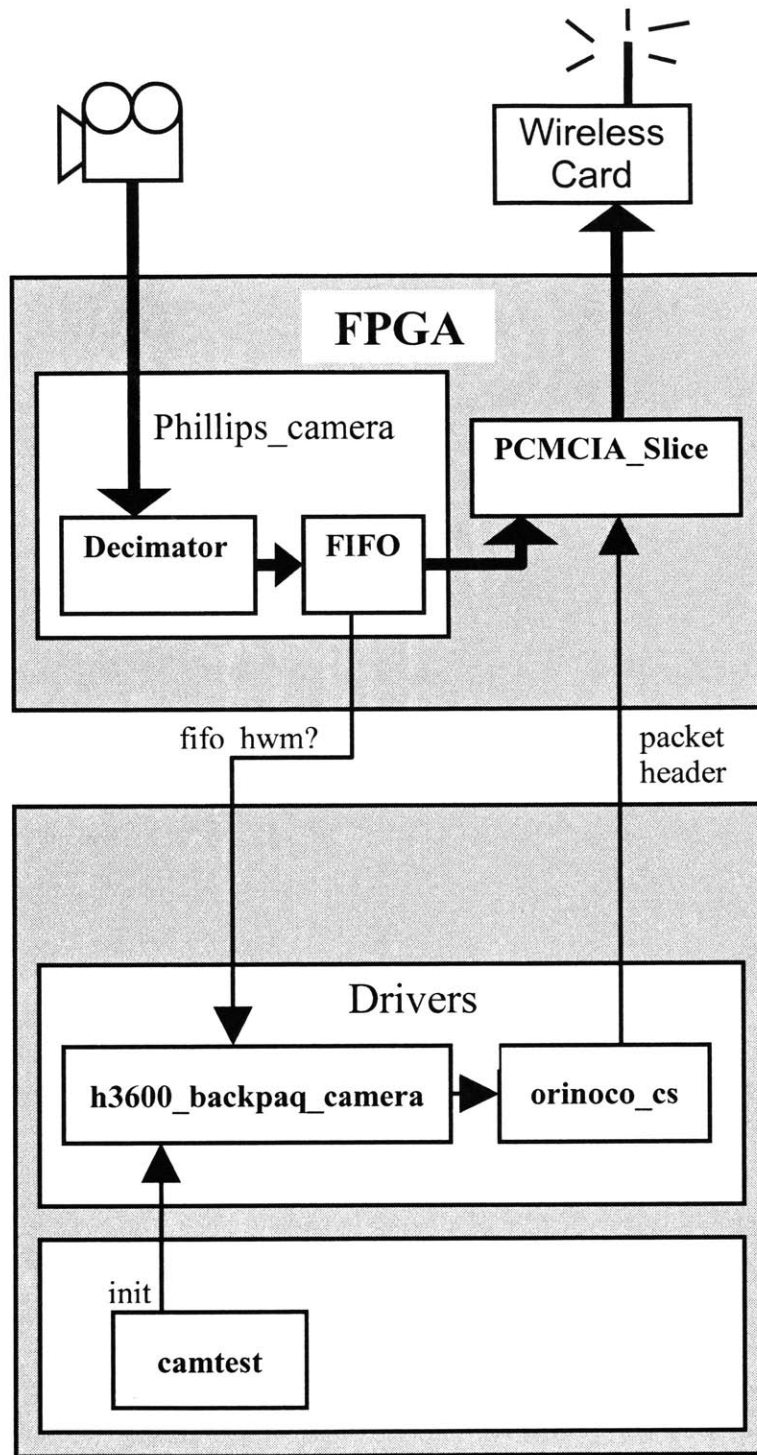 Wireless
Card
FPGA
Phillips_camera
PCMCIA_Slice
Decimator
FIFO
fifo hwm?
packet
header
Drivers
h3600_backpaq_camera
orinoco_cs
init
camtest